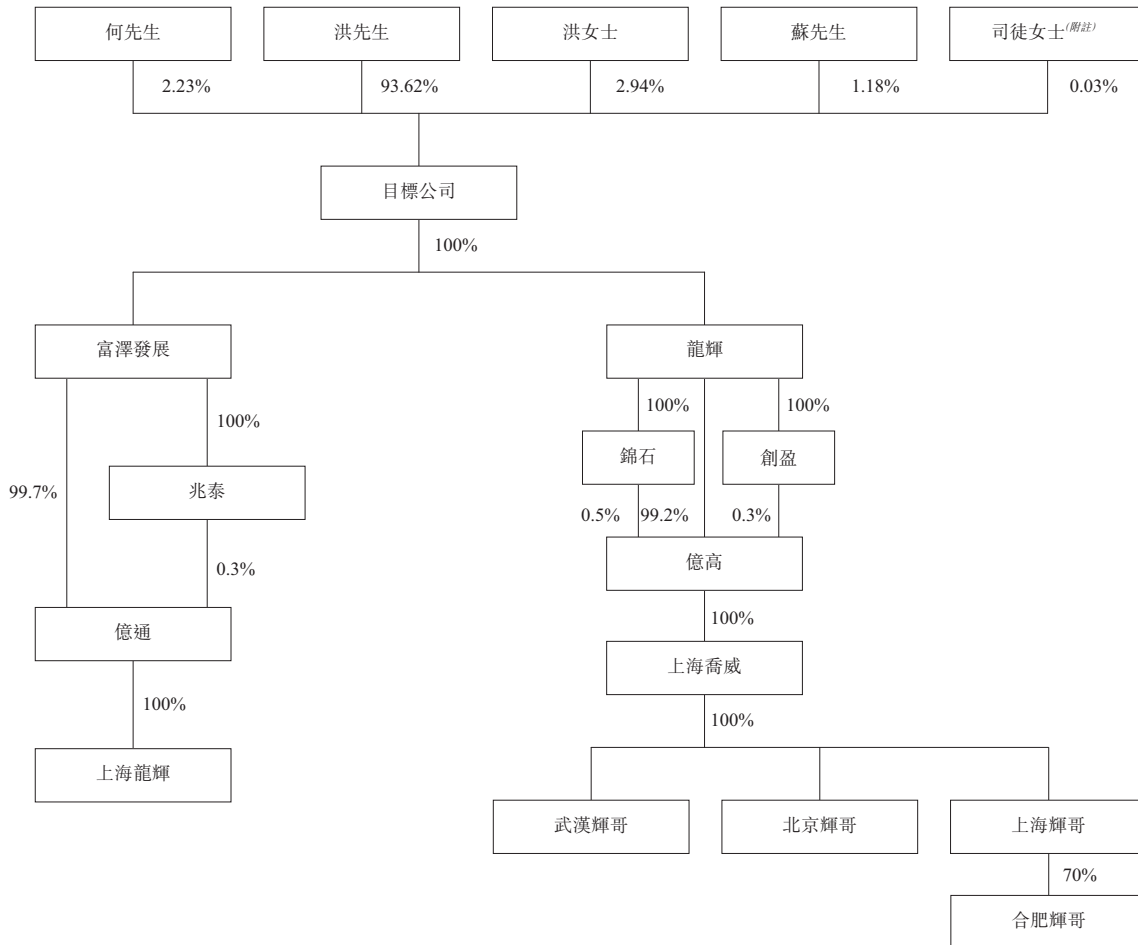 何先生
洪先生
洪女士
蘇先生
司徒女士(附註)
2.23%
93.62%
2.94%
1.18%
0.03%
目標公司
100%
富澤發展
龍輝
100%
100%
100%
錦石
創盈
兆泰
99.7%
0.5%
99.2%
0.3%
億高
0.3%
億通
100%
上海喬威
100%
100%
上海龍輝
武漢輝哥
北京輝哥
上海輝哥
70%
合肥輝哥